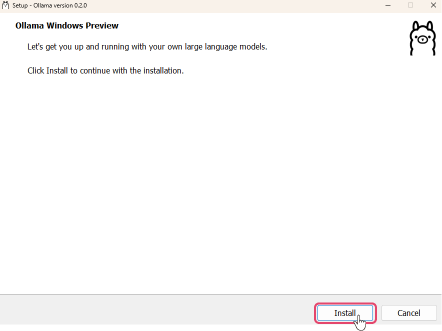 Setup - Ollama version 0.2.0
Ollama Windows Preview
Let's get you up and running with your own large language models.
Click Install to continue with the installation.
Install
Cancel